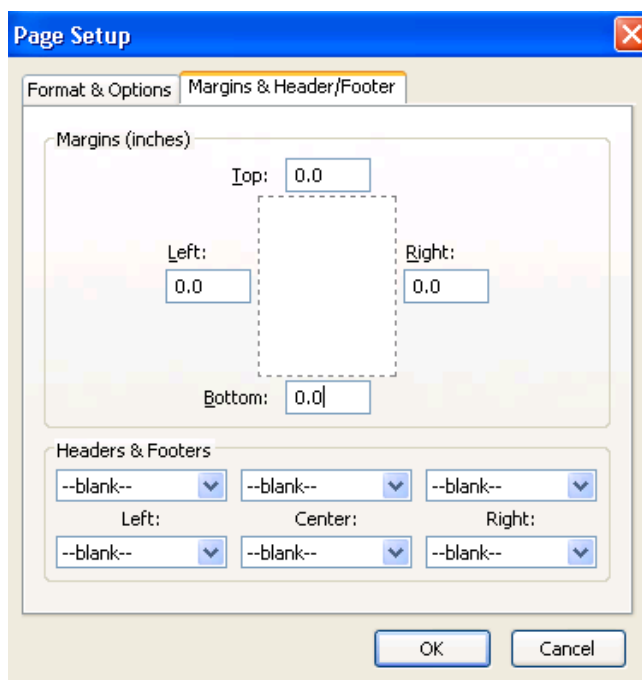 Page Setup
Format & Options Margins & Header/Footer
Margins (inches)
Top: 0.0
Left: Right:
0.0 0.0
Bottom: 0.0
Headers & Footers
--blank-- --blank-- --blank--
Left: Center: Right:
--blank-- --blank-- --blank--
OK Cancel